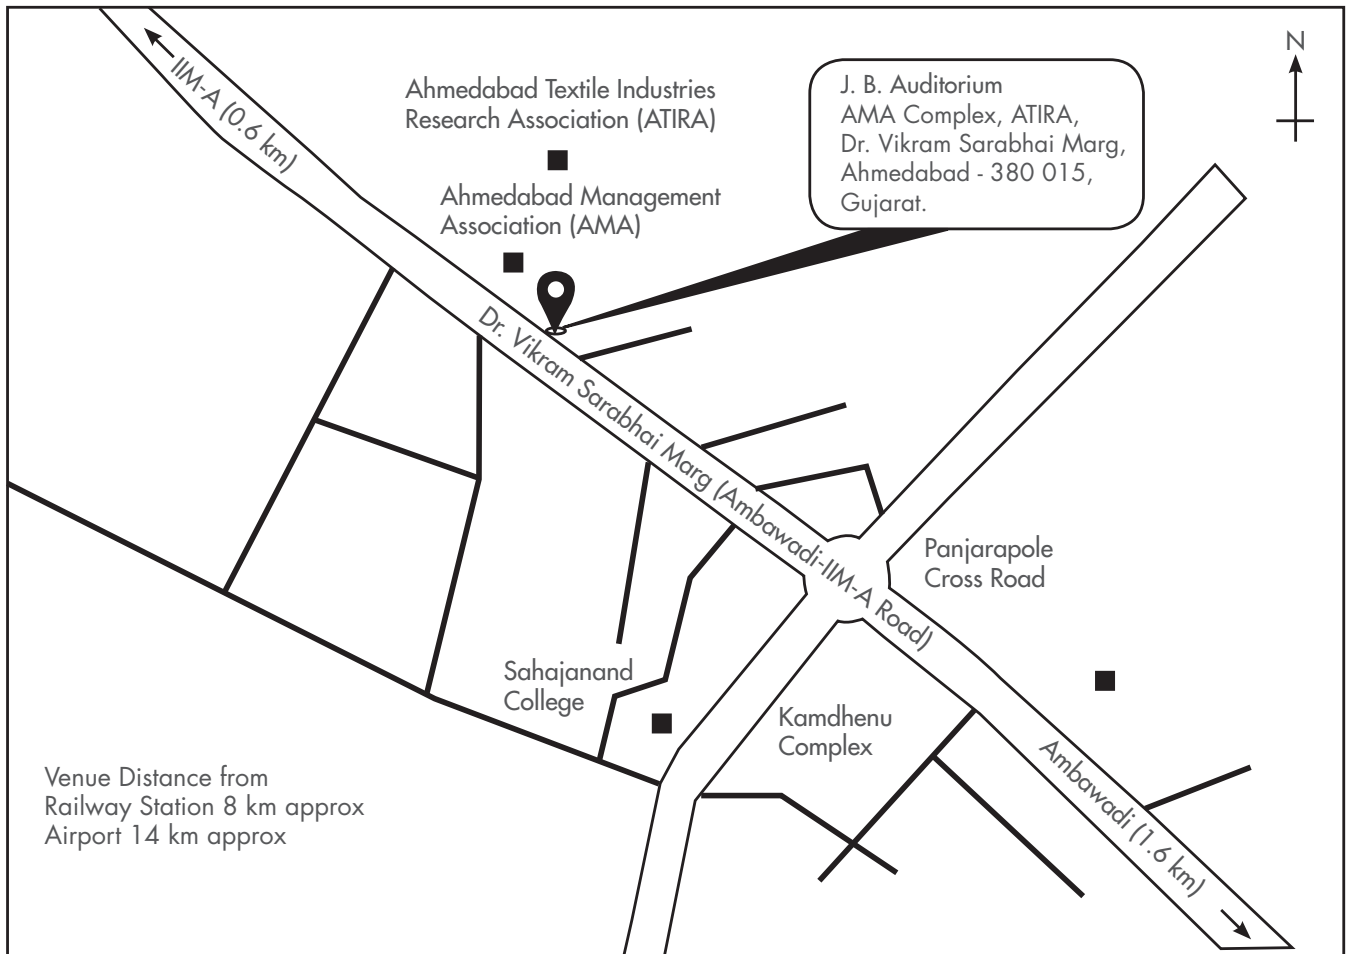 IIM-A (0.6 km)
Ahmedabad Textile Industries
Research Association (ATIRA)
Ahmedabad Management
Association (AMA)
J. B. Auditorium
AMA Complex, ATIRA,
Dr. Vikram Sarabhai Marg,
Ahmedabad - 380 015,
Gujarat.
N
Dr. Vikram Sarabhai Marg (Ambawadi-IIM-A Road)
Panjarapole
Cross Road
Sahajanand
College
Kamdhenu
Complex
Ambawadi (1.6 km)
Venue Distance from
Railway Station 8 km approx
Airport 14 km approx